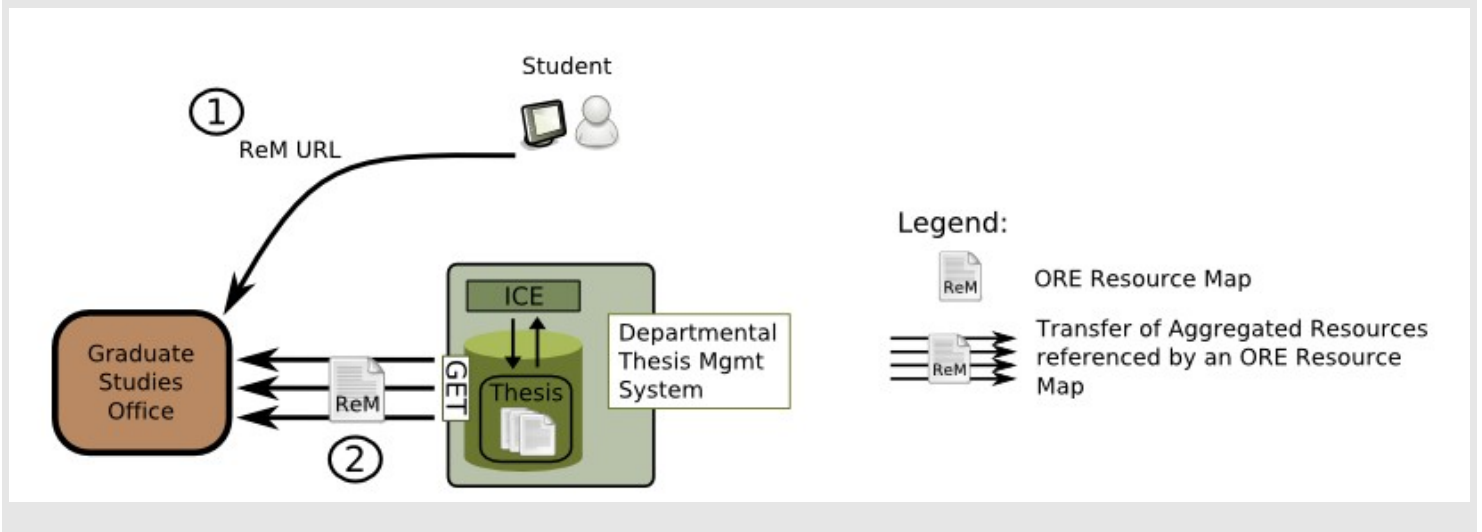 Student
1
ReM URL
ICE
Departmental
Thesis Mgmt
System
Graduate
Studies
Office
ReM
GET
Thesis
2
Legend:
ReM
ORE Resource Map
ReM
Transfer of Aggregated Resources
referenced by an ORE Resource
Map